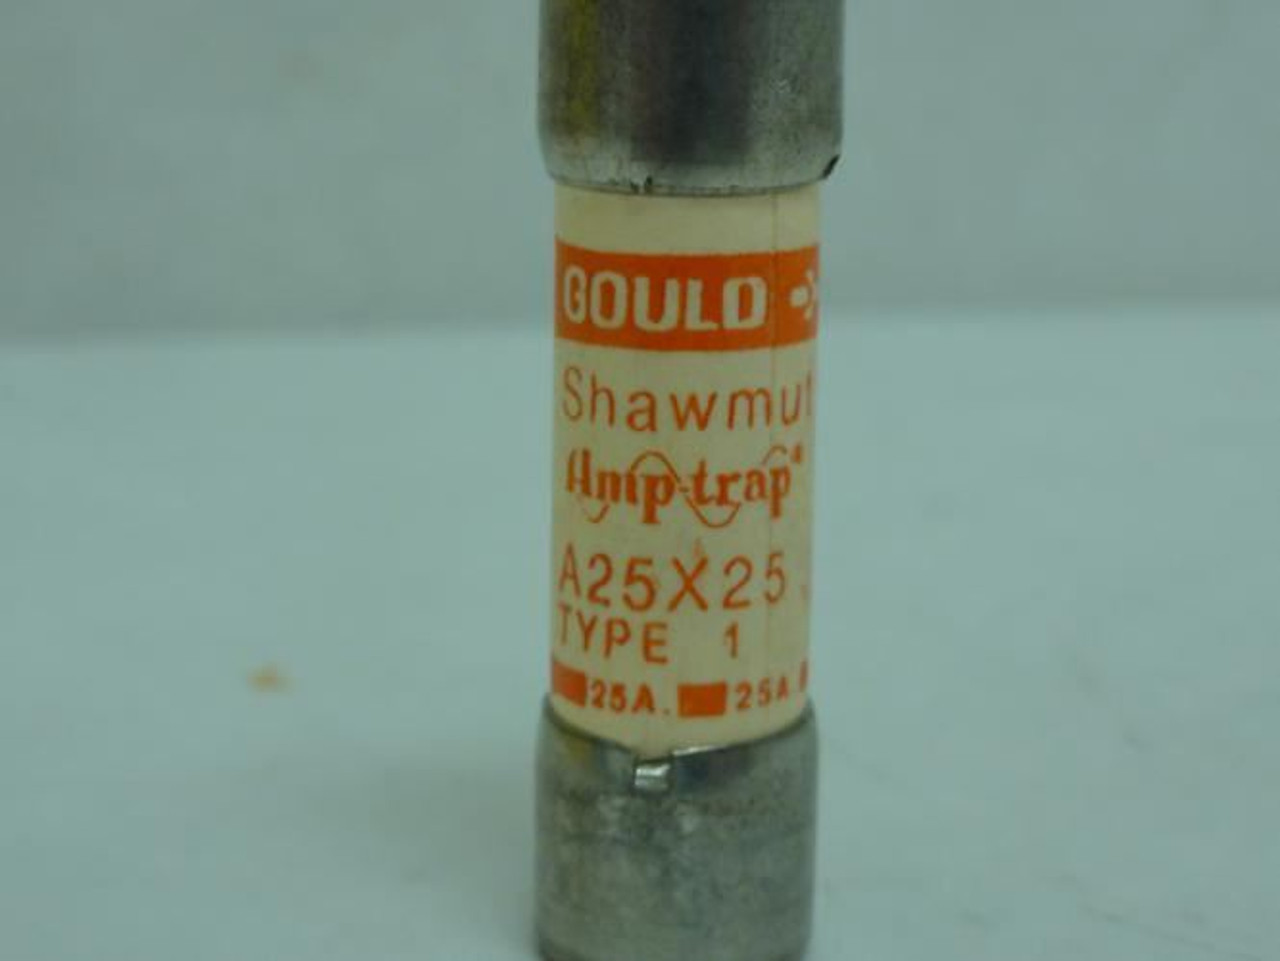 GOULD
Shawmut
Amp-trap®
A25X25
TYPE 1
25A. 25A